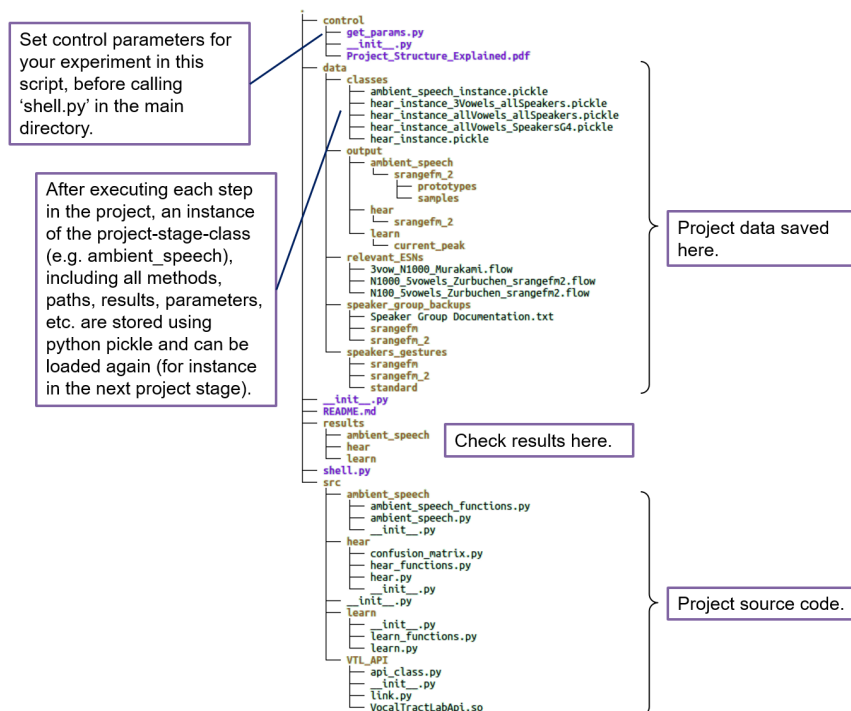 control
get_params.py
__init__.py
Project_Structure_Explained.pdf
data
classes
ambient_speech_instance.pickle
hear_instance_3Vowels_allSpeakers.pickle
hear_instance_allVowels_allSpeakers.pickle
hear_instance_allVowels_SpeakersG4.pickle
hear_instance.pickle
output
ambient_speech
srangefm_2
prototypes
samples
hear
srangefm_2
learn
current_peak
relevant_ESNs
3vow_N1000_Murakami.flow
N1000_5vowels_Zurbuchen_srangefm2.flow
N100_5vowels_Zurbuchen_srangefm2.flow
speaker_group_backups
Speaker Group Documentation.txt
srangefm
srangefm_2
speakers_gestures
srangefm
srangefm_2
standard
__init__.py
README.md
results
ambient_speech
hear
learn
shell.py
src
ambient_speech
ambient_speech_functions.py
ambient_speech.py
__init__.py
hear
confusion_matrix.py
hear_functions.py
hear.py
__init__.py
__init__.py
learn
__init__.py
learn_functions.py
learn.py
VTL_API
api_class.py
__init__.py
link.py
VocalTractLabApi.so
Set control parameters for
your experiment in this
script, before calling
‘shell.py’ in the main
directory.
After executing each step
in the project, an instance
of the project-stage-class
(e.g. ambient_speech),
including all methods,
paths, results, parameters,
etc. are stored using
python pickle and can be
loaded again (for instance
in the next project stage).
Project data saved
here.
Check results here.
Project source code.